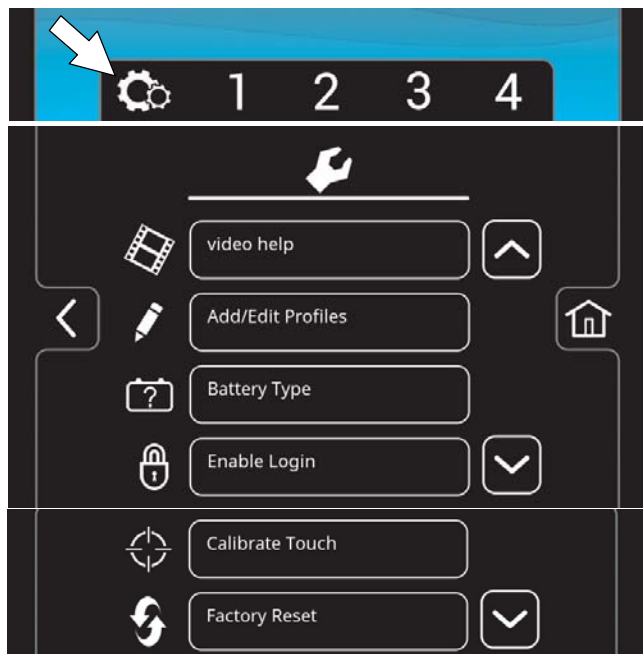 1 2 3 4
video help
Add/Edit Profiles
?
Battery Type
Enable Login
Calibrate Touch
Factory Reset